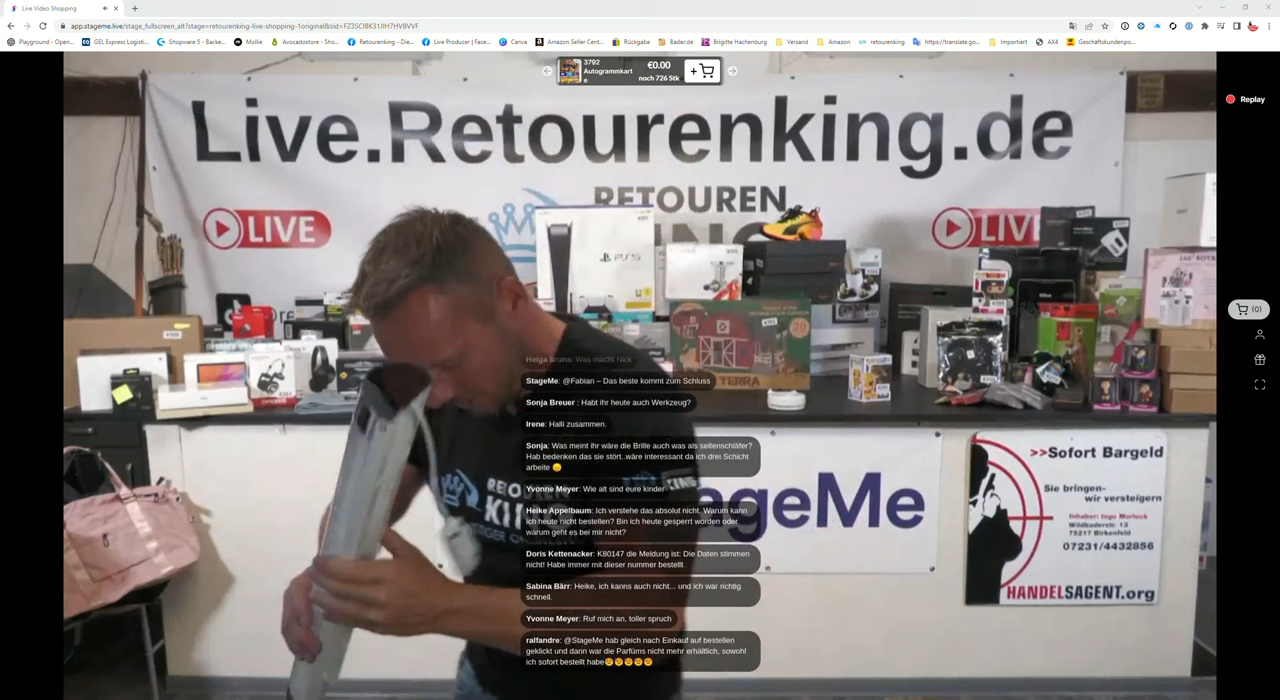 Live Video Shopping
app.stageme.live/stage_fullscreen_alt?stage=retourenking-live-shopping-1original&sid=FZ3SCIBK31JIH7HVBVVF
Playground - Open... GEL Express Logisti... Shopware 5 - Backe... Mollie Avocadostore - Sho... Retourenking - Die... Live Producer | Face... Canva Amazon Seller Cent... Rückgabe Bader.de Brigitte Hachenburg Versand Amazon retourenking https://translate.go... Importiert AX4 Geschäftskundenpo...
3792
Autogrammkart
e
€0.00
noch 726 Stk
Replay
Live.Retourenking.de
RETOUREN
LIVE
LIV
PS5
(0)
TERRA
Helga Bruns: Was macht Nick
StageMe: @Fabian – Das beste kommt zum Schluss
Sonja Breuer : Habt ihr heute auch Werkzeug?
Irene: Halli zusammen.
Sonja: Was meint ihr wäre die Brille auch was als seitenschläfer?
Hab bedenken das sie stört..wäre interessant da ich drei Schicht
arbeite 😞
Yvonne Meyer: Wie alt sind eure kinder
Heike Appelbaum: Ich verstehe das absolut nicht. Warum kann
ich heute nicht bestellen? Bin ich heute gesperrt worden oder
warum geht es bei mir nicht?
Doris Kettenacker: K80147 die Meldung ist: Die Daten stimmen
nicht! Habe immer mit dieser nummer bestellt
Sabina Bärr: Heike, ich kanns auch nicht... und ich war richtig
schnell.
Yvonne Meyer: Ruf mich an, toller spruch
ralfandre: @StageMe hab gleich nach Einkauf auf bestellen
geklickt und dann war die Parfüms nicht mehr erhältlich, sowohl
ich sofort bestellt habe
ageMe
>>Sofort Bargeld
Sie bringen-
wir versteigern
Inhaber: Ingo Morlock
Wildbaderstr. 13
75217 Birkenfeld
07231/4432856
HANDELSAGENT.org